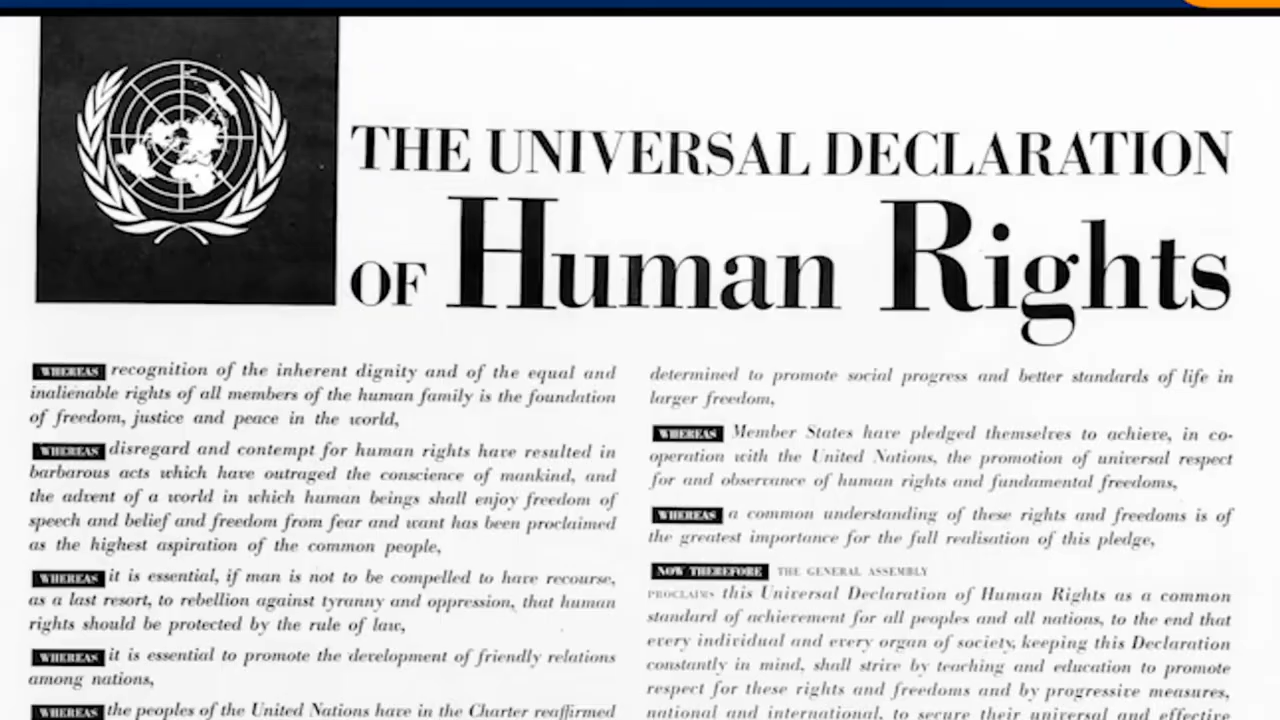 THE UNIVERSAL DECLARATION
OF Human Rights
WHEREAS recognition of the inherent dignity and of the equal and
inalienable rights of all members of the human family is the foundation
of freedom, justice and peace in the world,
WHEREAS disregard and contempt for human rights have resulted in
barbarous acts which have outraged the conscience of mankind, and
the advent of a world in which human beings shall enjoy freedom of
speech and belief and freedom from fear and want has been proclaimed
as the highest aspiration of the common people,
WHEREAS it is essential, if man is not to be compelled to have recourse,
as a last resort, to rebellion against tyranny and oppression, that human
rights should be protected by the rule of law,
WHEREAS it is essential to promote the development of friendly relations
among nations,
WHEREAS the peoples of the United Nations have in the Charter reaffirmed
determined to promote social progress and better standards of life in
larger freedom,
WHEREAS Member States have pledged themselves to achieve, in co-
operation with the United Nations, the promotion of universal respect
for and observance of human rights and fundamental freedoms,
WHEREAS a common understanding of these rights and freedoms is of
the greatest importance for the full realisation of this pledge,
NOW THEREFORE THE GENERAL ASSEMBLY
PROCLAIMS this Universal Declaration of Human Rights as a common
standard of achievement for all peoples and all nations, to the end that
every individual and every organ of society, keeping this Declaration
constantly in mind, shall strive by teaching and education to promote
respect for these rights and freedoms and by progressive measures,
national and international, to secure their universal and effective